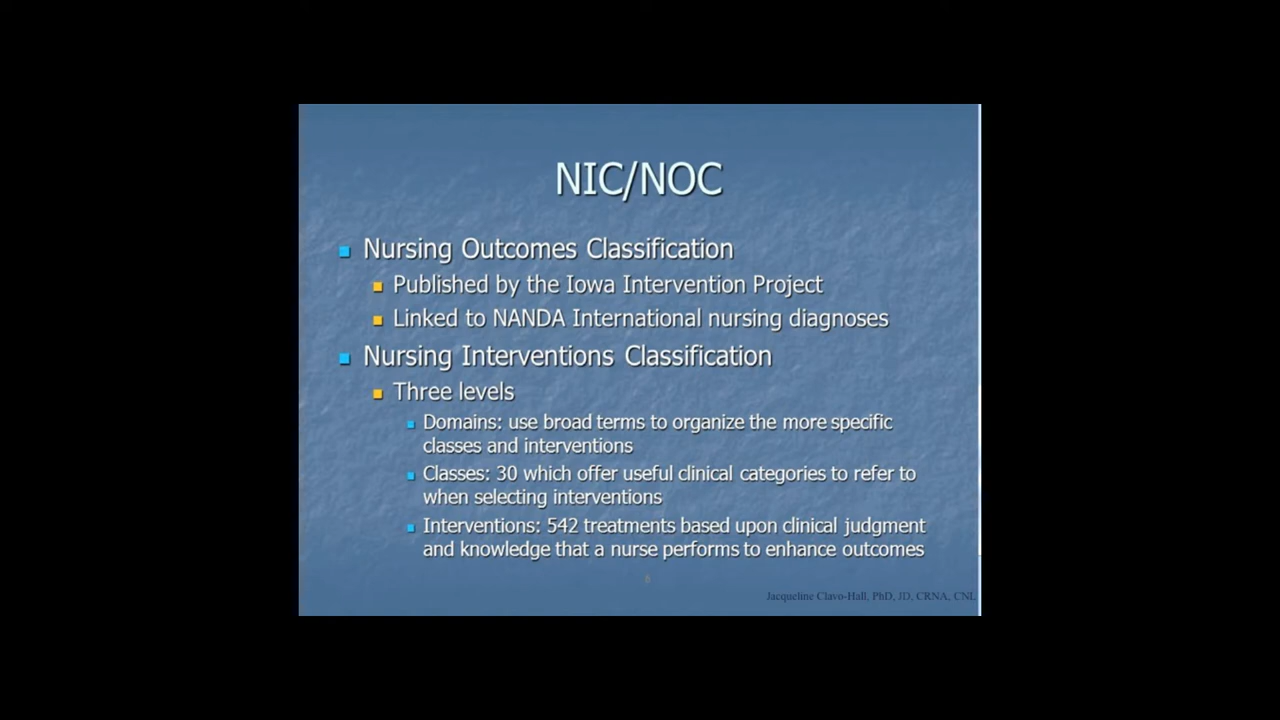 NIC/NOC
Nursing Outcomes Classification
Published by the Iowa Intervention Project
Linked to NANDA International nursing diagnoses
Nursing Interventions Classification
Three levels
Domains: use broad terms to organize the more specific
classes and interventions
Classes: 30 which offer useful clinical categories to refer to
when selecting interventions
Interventions: 542 treatments based upon clinical judgment
and knowledge that a nurse performs to enhance outcomes
Jacqueline Clavo-Hall, PhD, JD, CRNA, CNL